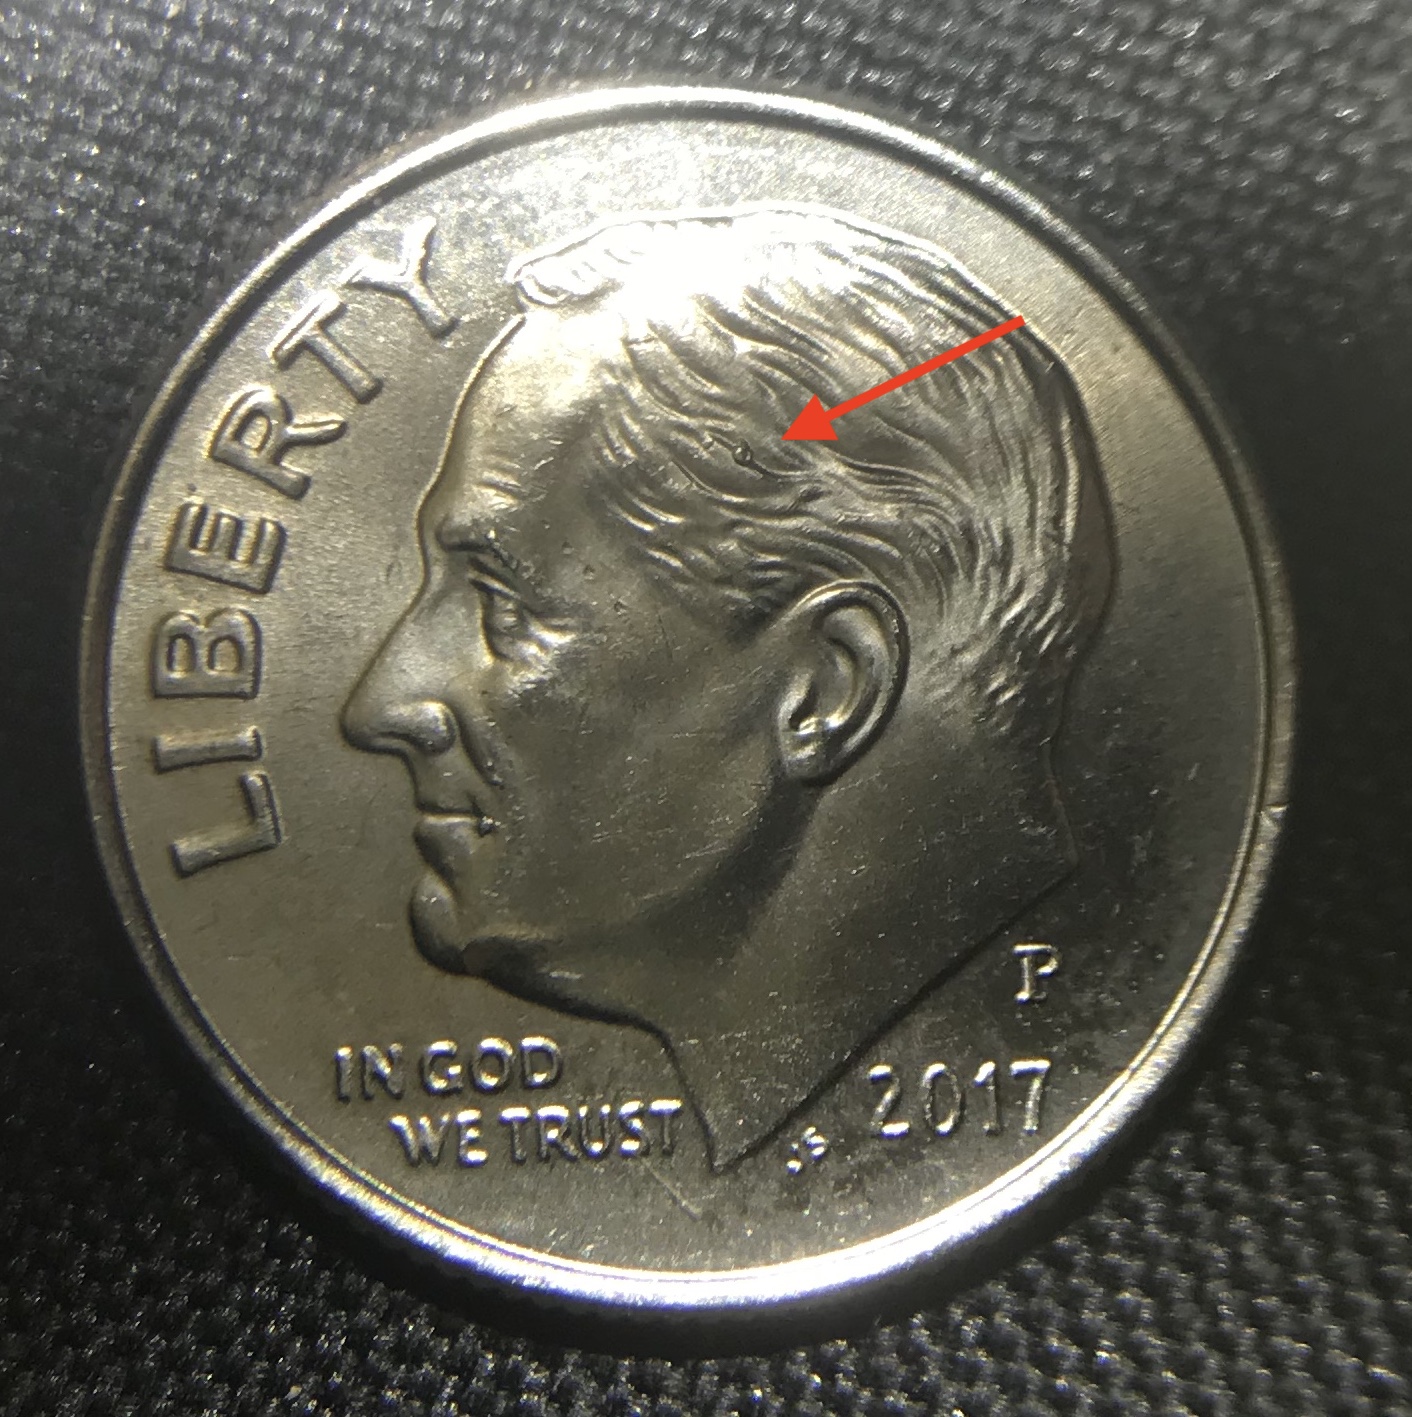 LIBERTY
IN GOD
WE TRUST
P
JS 2017